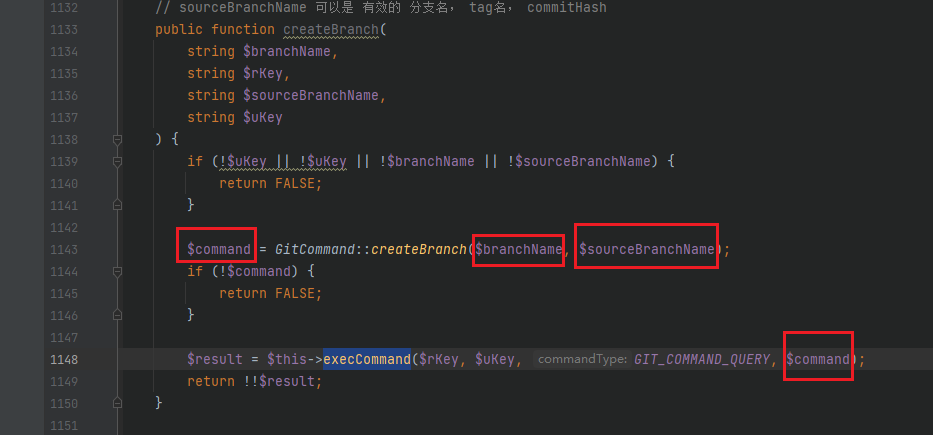 1132 // sourceBranchName 可以是 有效的 分支名， tag名， commitHash
1133 public function createBranch(
1134 string $branchName,
1135 string $rKey,
1136 string $sourceBranchName,
1137 string $uKey
1138 ) {
1139 if (!$uKey || !$uKey || !$branchName || !$sourceBranchName) {
1140 return FALSE;
1141 }
1142
1143 $command = GitCommand::createBranch($branchName, $sourceBranchName);
1144 if (!$command) {
1145 return FALSE;
1146 }
1147
1148 $result = $this->execCommand($rKey, $uKey, commandType: GIT_COMMAND_QUERY, $command);
1149 return !!$result;
1150 }
1151